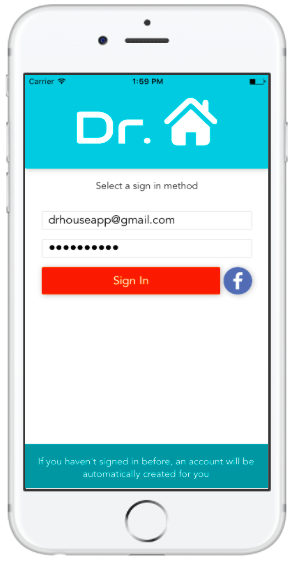 Carrier 1:59 PM
Dr.
Select a sign in method
drhouseapp@gmail.com
••••••••••
Sign In
f
If you haven't signed in before, an account will be
automatically created for you